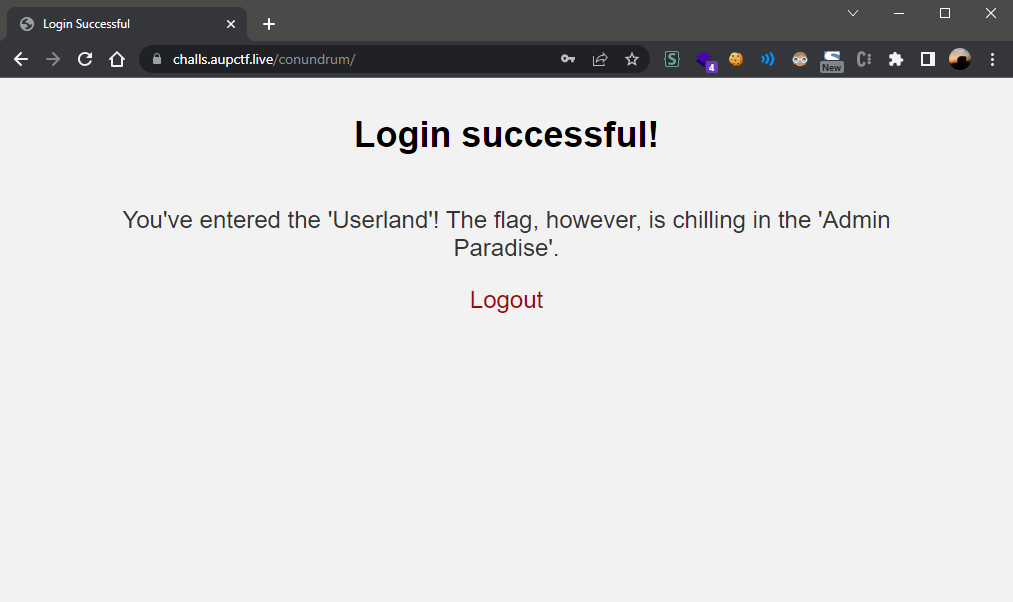 Login Successful
challs.aupctf.live/conundrum/
4
New
Login successful!
You've entered the 'Userland'! The flag, however, is chilling in the 'Admin
Paradise'.
Logout